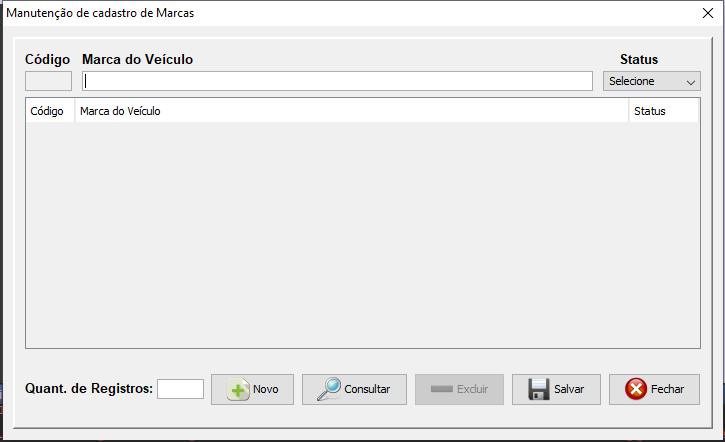 Manutenção de cadastro de Marcas
Código Marca do Veículo Status
Selecione
Código Marca do Veículo Status
Quant. de Registros: Novo Consultar Excluir Salvar Fechar